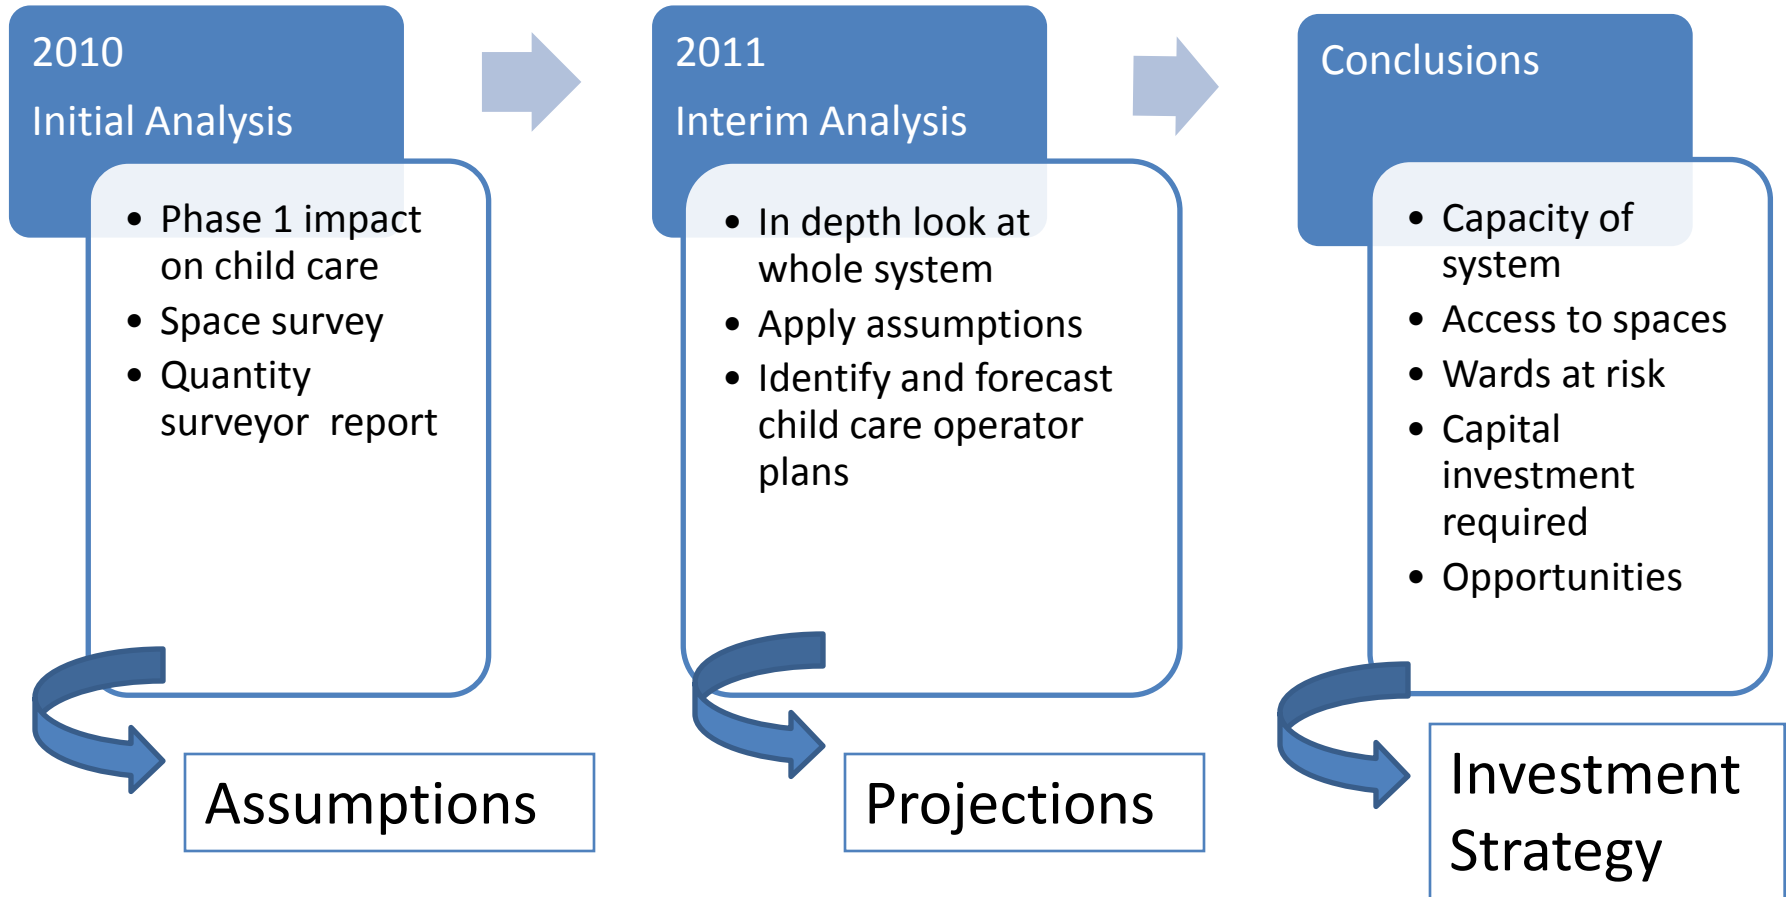 2010
Initial Analysis
• Phase 1 impact
on child care
• Space survey
• Quantity
surveyor  report
Assumptions
2011
Interim Analysis
• In depth look at
whole system
• Apply assumptions
• Identify and forecast
child care operator
plans
Projections
Conclusions
• Capacity of
system
• Access to spaces
• Wards at risk
• Capital
investment
required
• Opportunities
Investment
Strategy